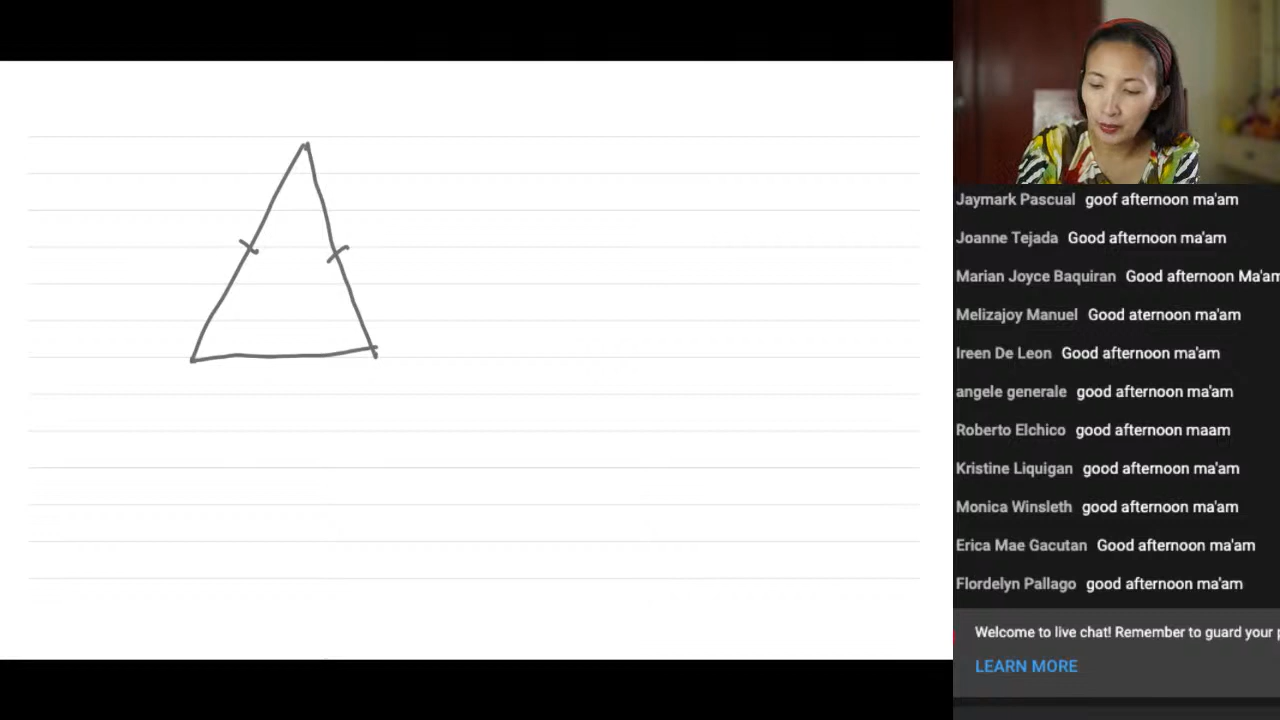 Jaymark Pascual goof afternoon ma'am
Joanne Tejada Good afternoon ma'am
Marian Joyce Baquiran Good afternoon Ma'am
Melizajoy Manuel Good aternoon ma'am
Ireen De Leon Good afternoon ma'am
angele generale good afternoon ma'am
Roberto Elchico good afternoon maam
Kristine Liquigan good afternoon ma'am
Monica Winsleth good afternoon ma'am
Erica Mae Gacutan Good afternoon ma'am
Flordelyn Pallago good afternoon ma'am
Welcome to live chat! Remember to guard your
LEARN MORE